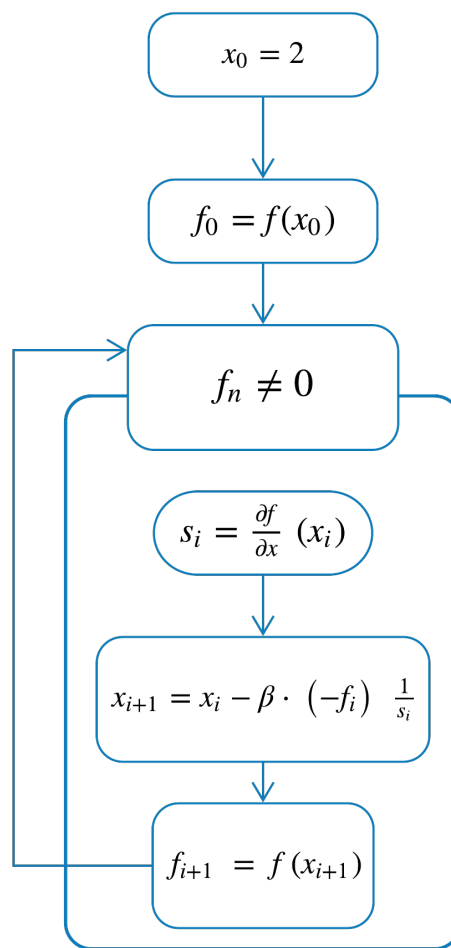 x₀ = 2
f₀ = f(x₀)
fₙ ≠ 0
sᵢ = ∂f/∂x (xᵢ)
xᵢ₊₁ = xᵢ − β · (−fᵢ) 1/sᵢ
fᵢ₊₁ = f(xᵢ₊₁)